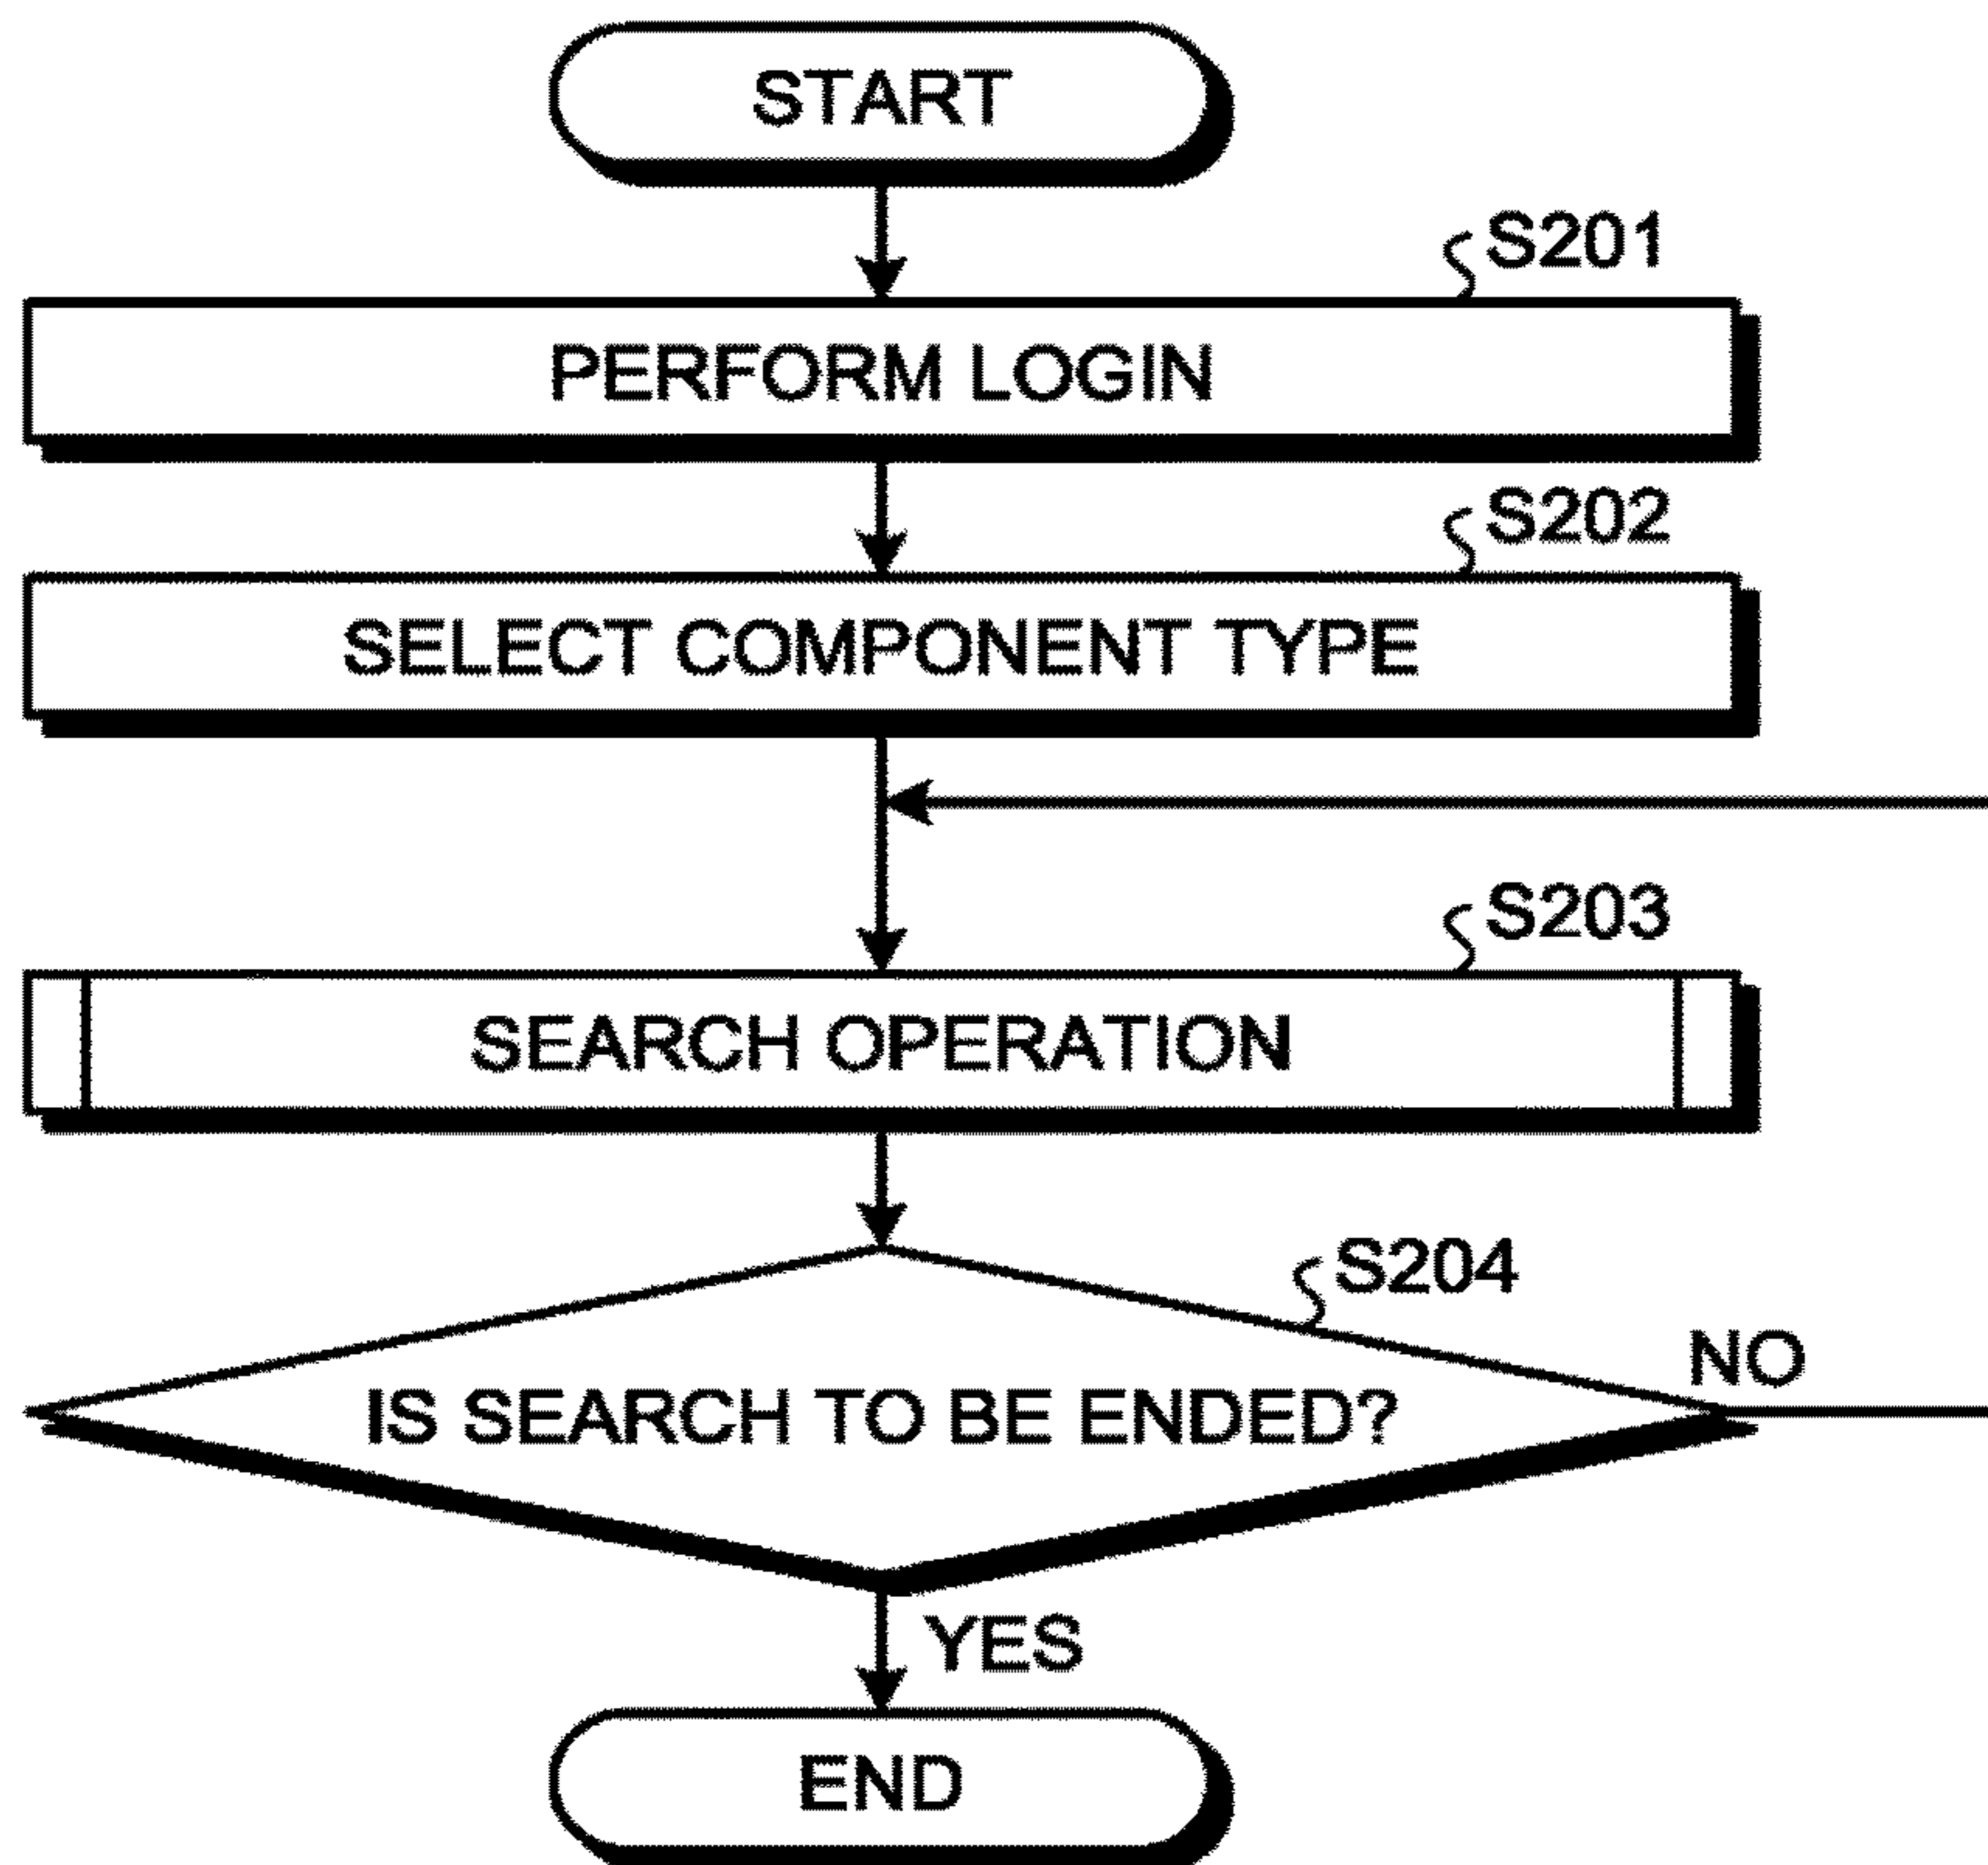 START
S201
PERFORM LOGIN
S202
SELECT COMPONENT TYPE
S203
SEARCH OPERATION
S204
NO
IS SEARCH TO BE ENDED?
YES
END